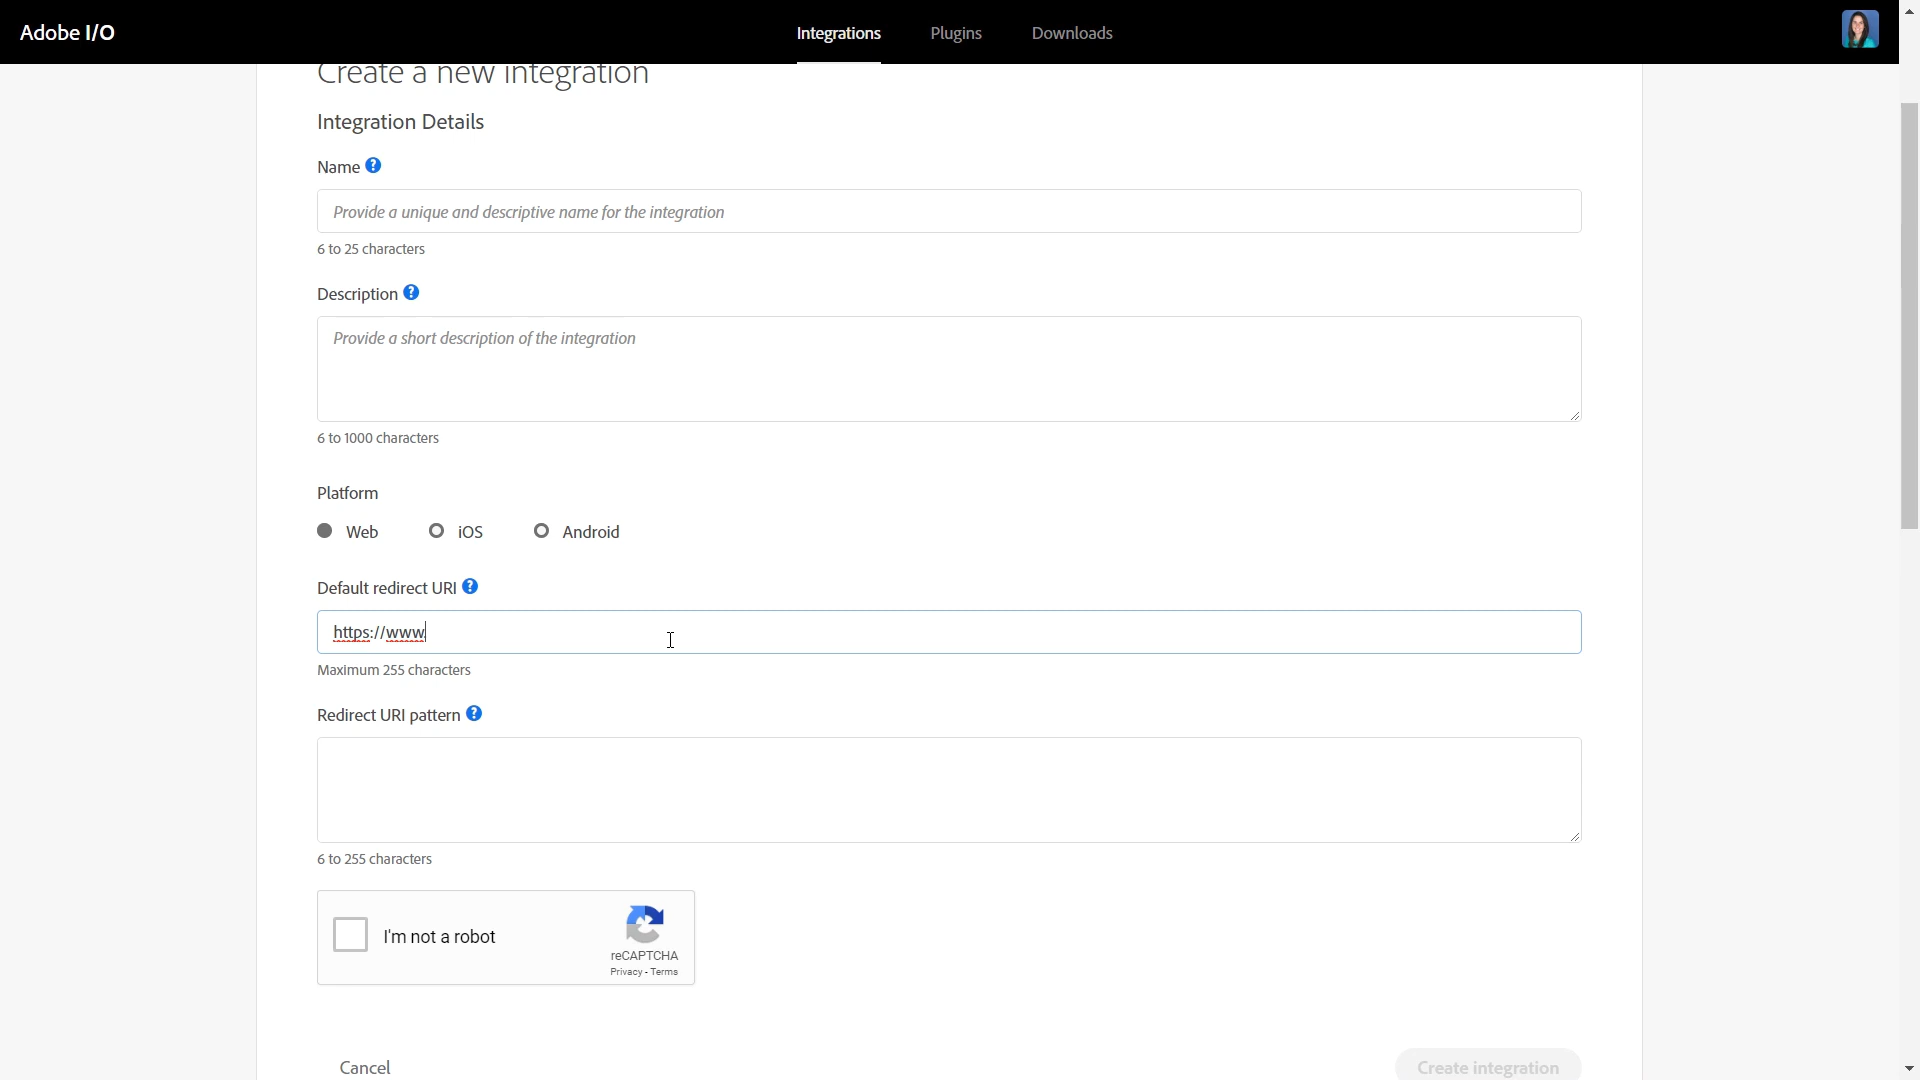 Adobe I/O
Integrations Plugins Downloads
Create a new integration
Integration Details
Name ?
Provide a unique and descriptive name for the integration
6 to 25 characters
Description ?
Provide a short description of the integration
6 to 1000 characters
Platform
Web iOS Android
Default redirect URI ?
https://www
Maximum 255 characters
Redirect URI pattern ?
6 to 255 characters
I'm not a robot
reCAPTCHA
Privacy - Terms
Cancel Create integration